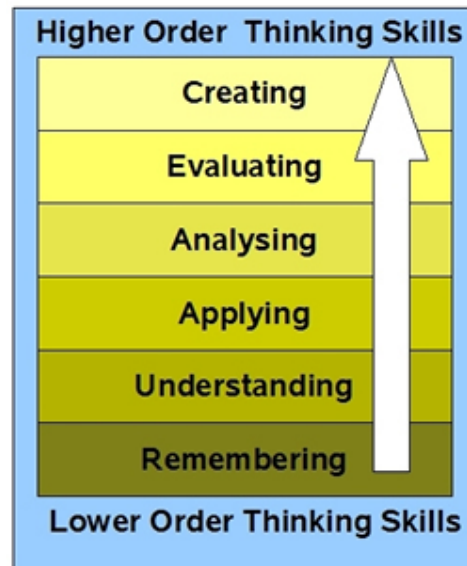 Higher Order Thinking Skills
Creating
Evaluating
Analysing
Applying
Understanding
Remembering
Lower Order Thinking Skills